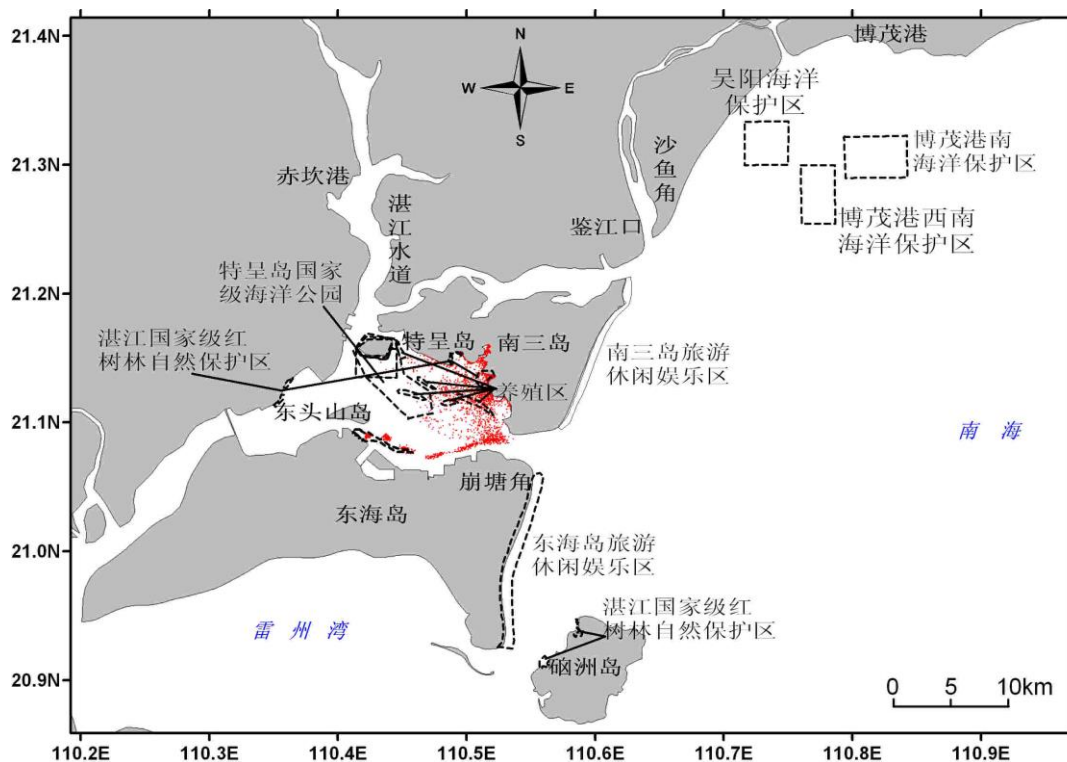 21.4N
21.3N
21.2N
21.1N
21.0N
20.9N
N
W
E
S
博茂港
吴阳海洋
保护区
博茂港南
海洋保护区
博茂港西南
海洋保护区
沙鱼角
赤坎港
湛江水道
鉴江口
特呈岛国家
级海洋公园
湛江国家级红
树林自然保护区
特呈岛
南三岛
南三岛旅游
休闲娱乐区
养殖区
东头山岛
南 海
崩塘角
东海岛
东海岛旅游
休闲娱乐区
湛江国家级红
树林自然保护区
雷 州 湾
硇洲岛
0 5 10km
110.2E 110.3E 110.4E 110.5E 110.6E 110.7E 110.8E 110.9E